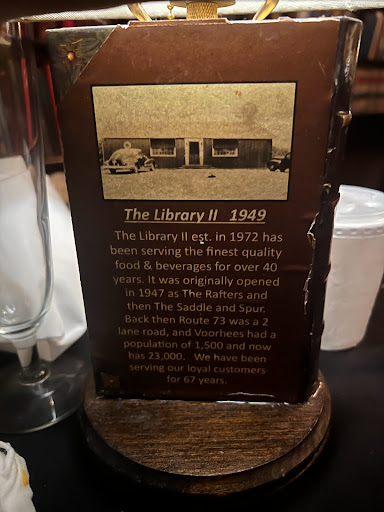 The Library II 1949
The Library II est. in 1972 has
been serving the finest quality
food & beverages for over 40
years. It was originally opened
in 1947 as The Rafters and
then The Saddle and Spur.
Back then Route 73 was a 2
lane road, and Voorhees had a
population of 1,500 and now
has 23,000. We have been
serving our loyal customers
for 67 years.